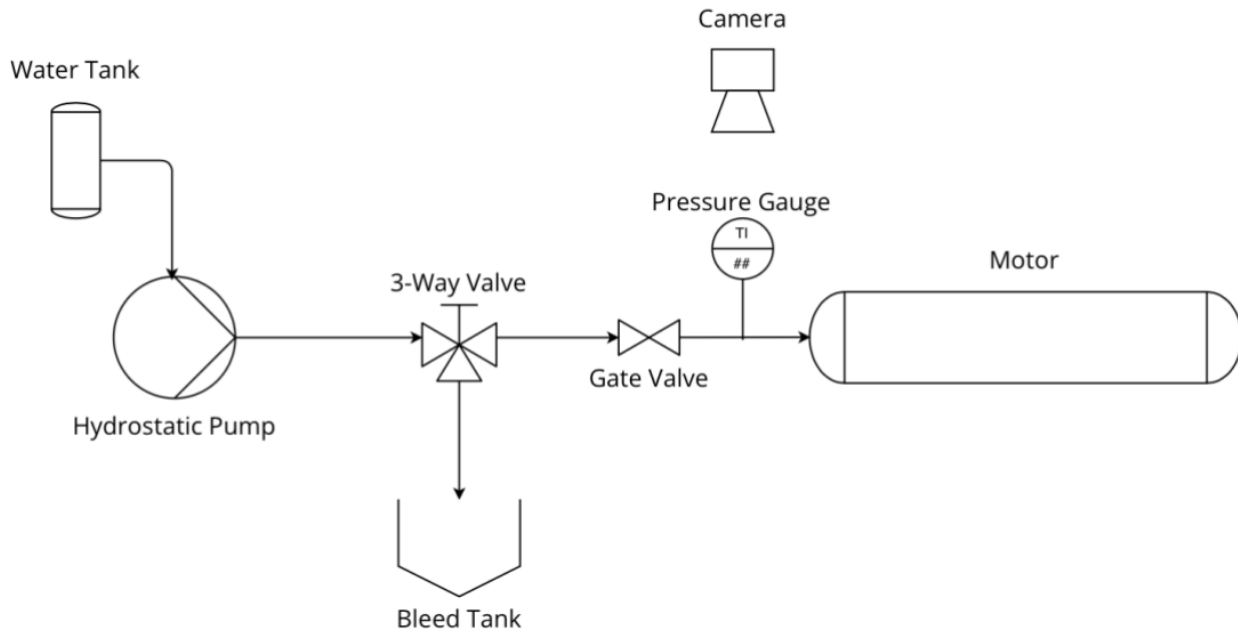 Camera
Water Tank
Pressure Gauge
TI
##
Motor
3-Way Valve
Gate Valve
Hydrostatic Pump
Bleed Tank